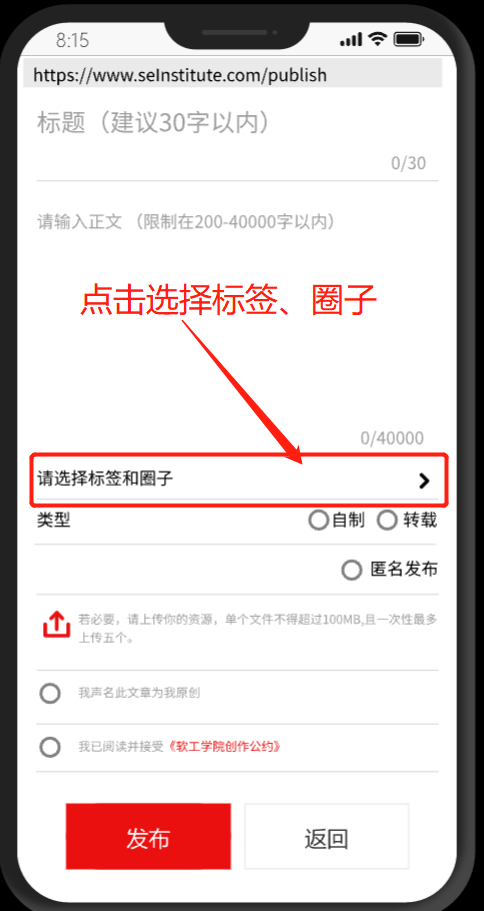 8:15
https://www.seInstitute.com/publish
标题（建议30字以内）
0/30
请输入正文 （限制在200-40000字以内）
点击选择标签、圈子
0/40000
请选择标签和圈子
类型 自制 转载
匿名发布
若必要，请上传你的资源，单个文件不得超过100MB,且一次性最多
上传五个。
我声名此文章为我原创
我已阅读并接受《软工学院创作公约》
发布 返回